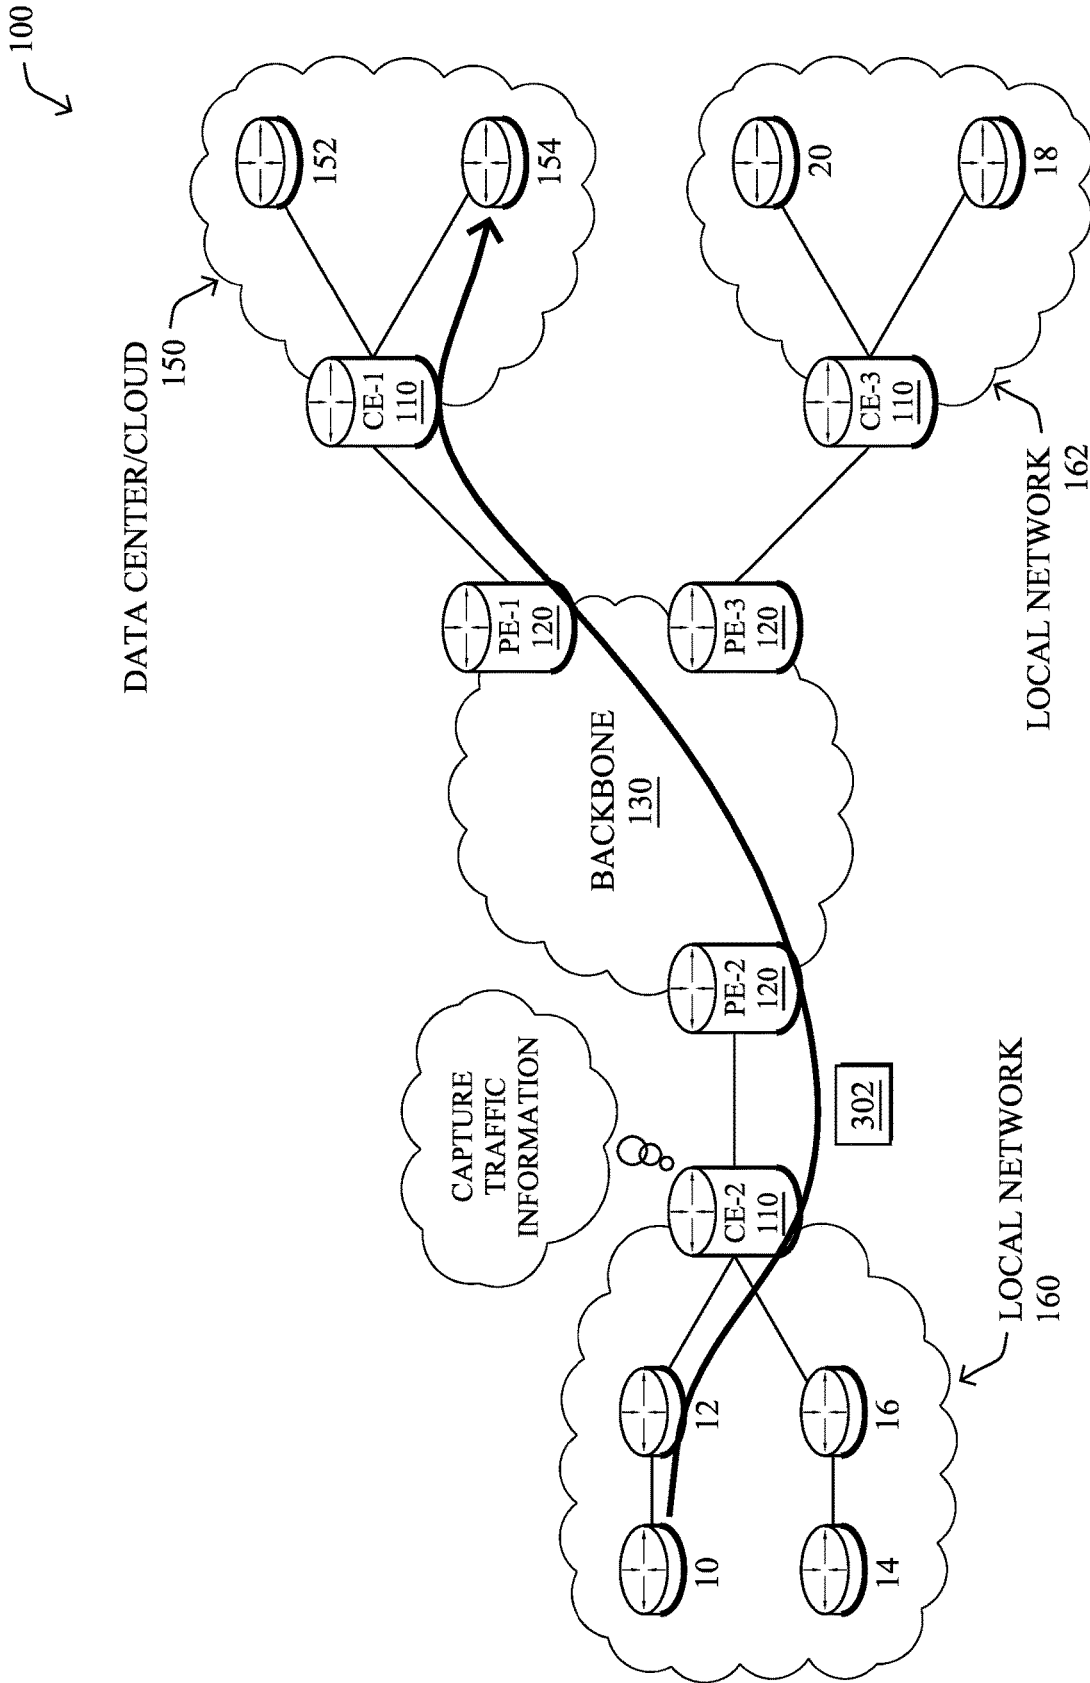 100
DATA CENTER/CLOUD
150
152
CE-1
110
154
CAPTURE
TRAFFIC
INFORMATION
PE-1
120
BACKBONE
130
10
12
CE-2
110
PE-2
120
PE-3
120
20
CE-3
110
14
16
302
18
LOCAL NETWORK
160
LOCAL NETWORK
162